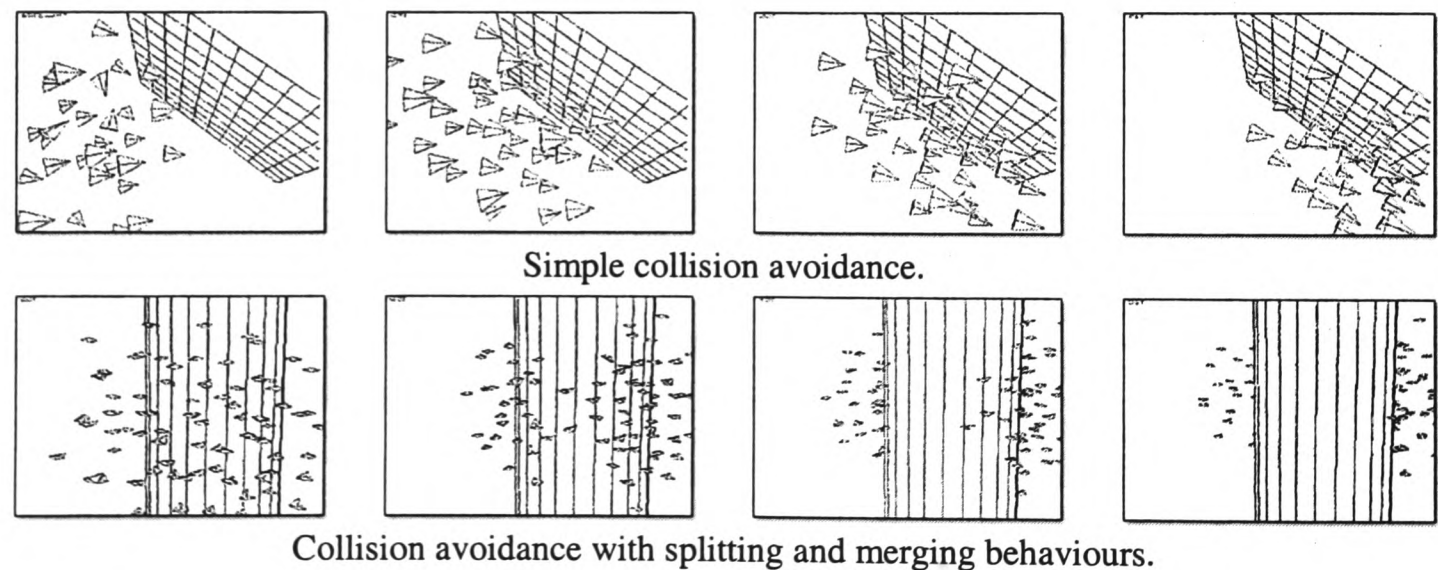 Simple collision avoidance.
Collision avoidance with splitting and merging behaviours.